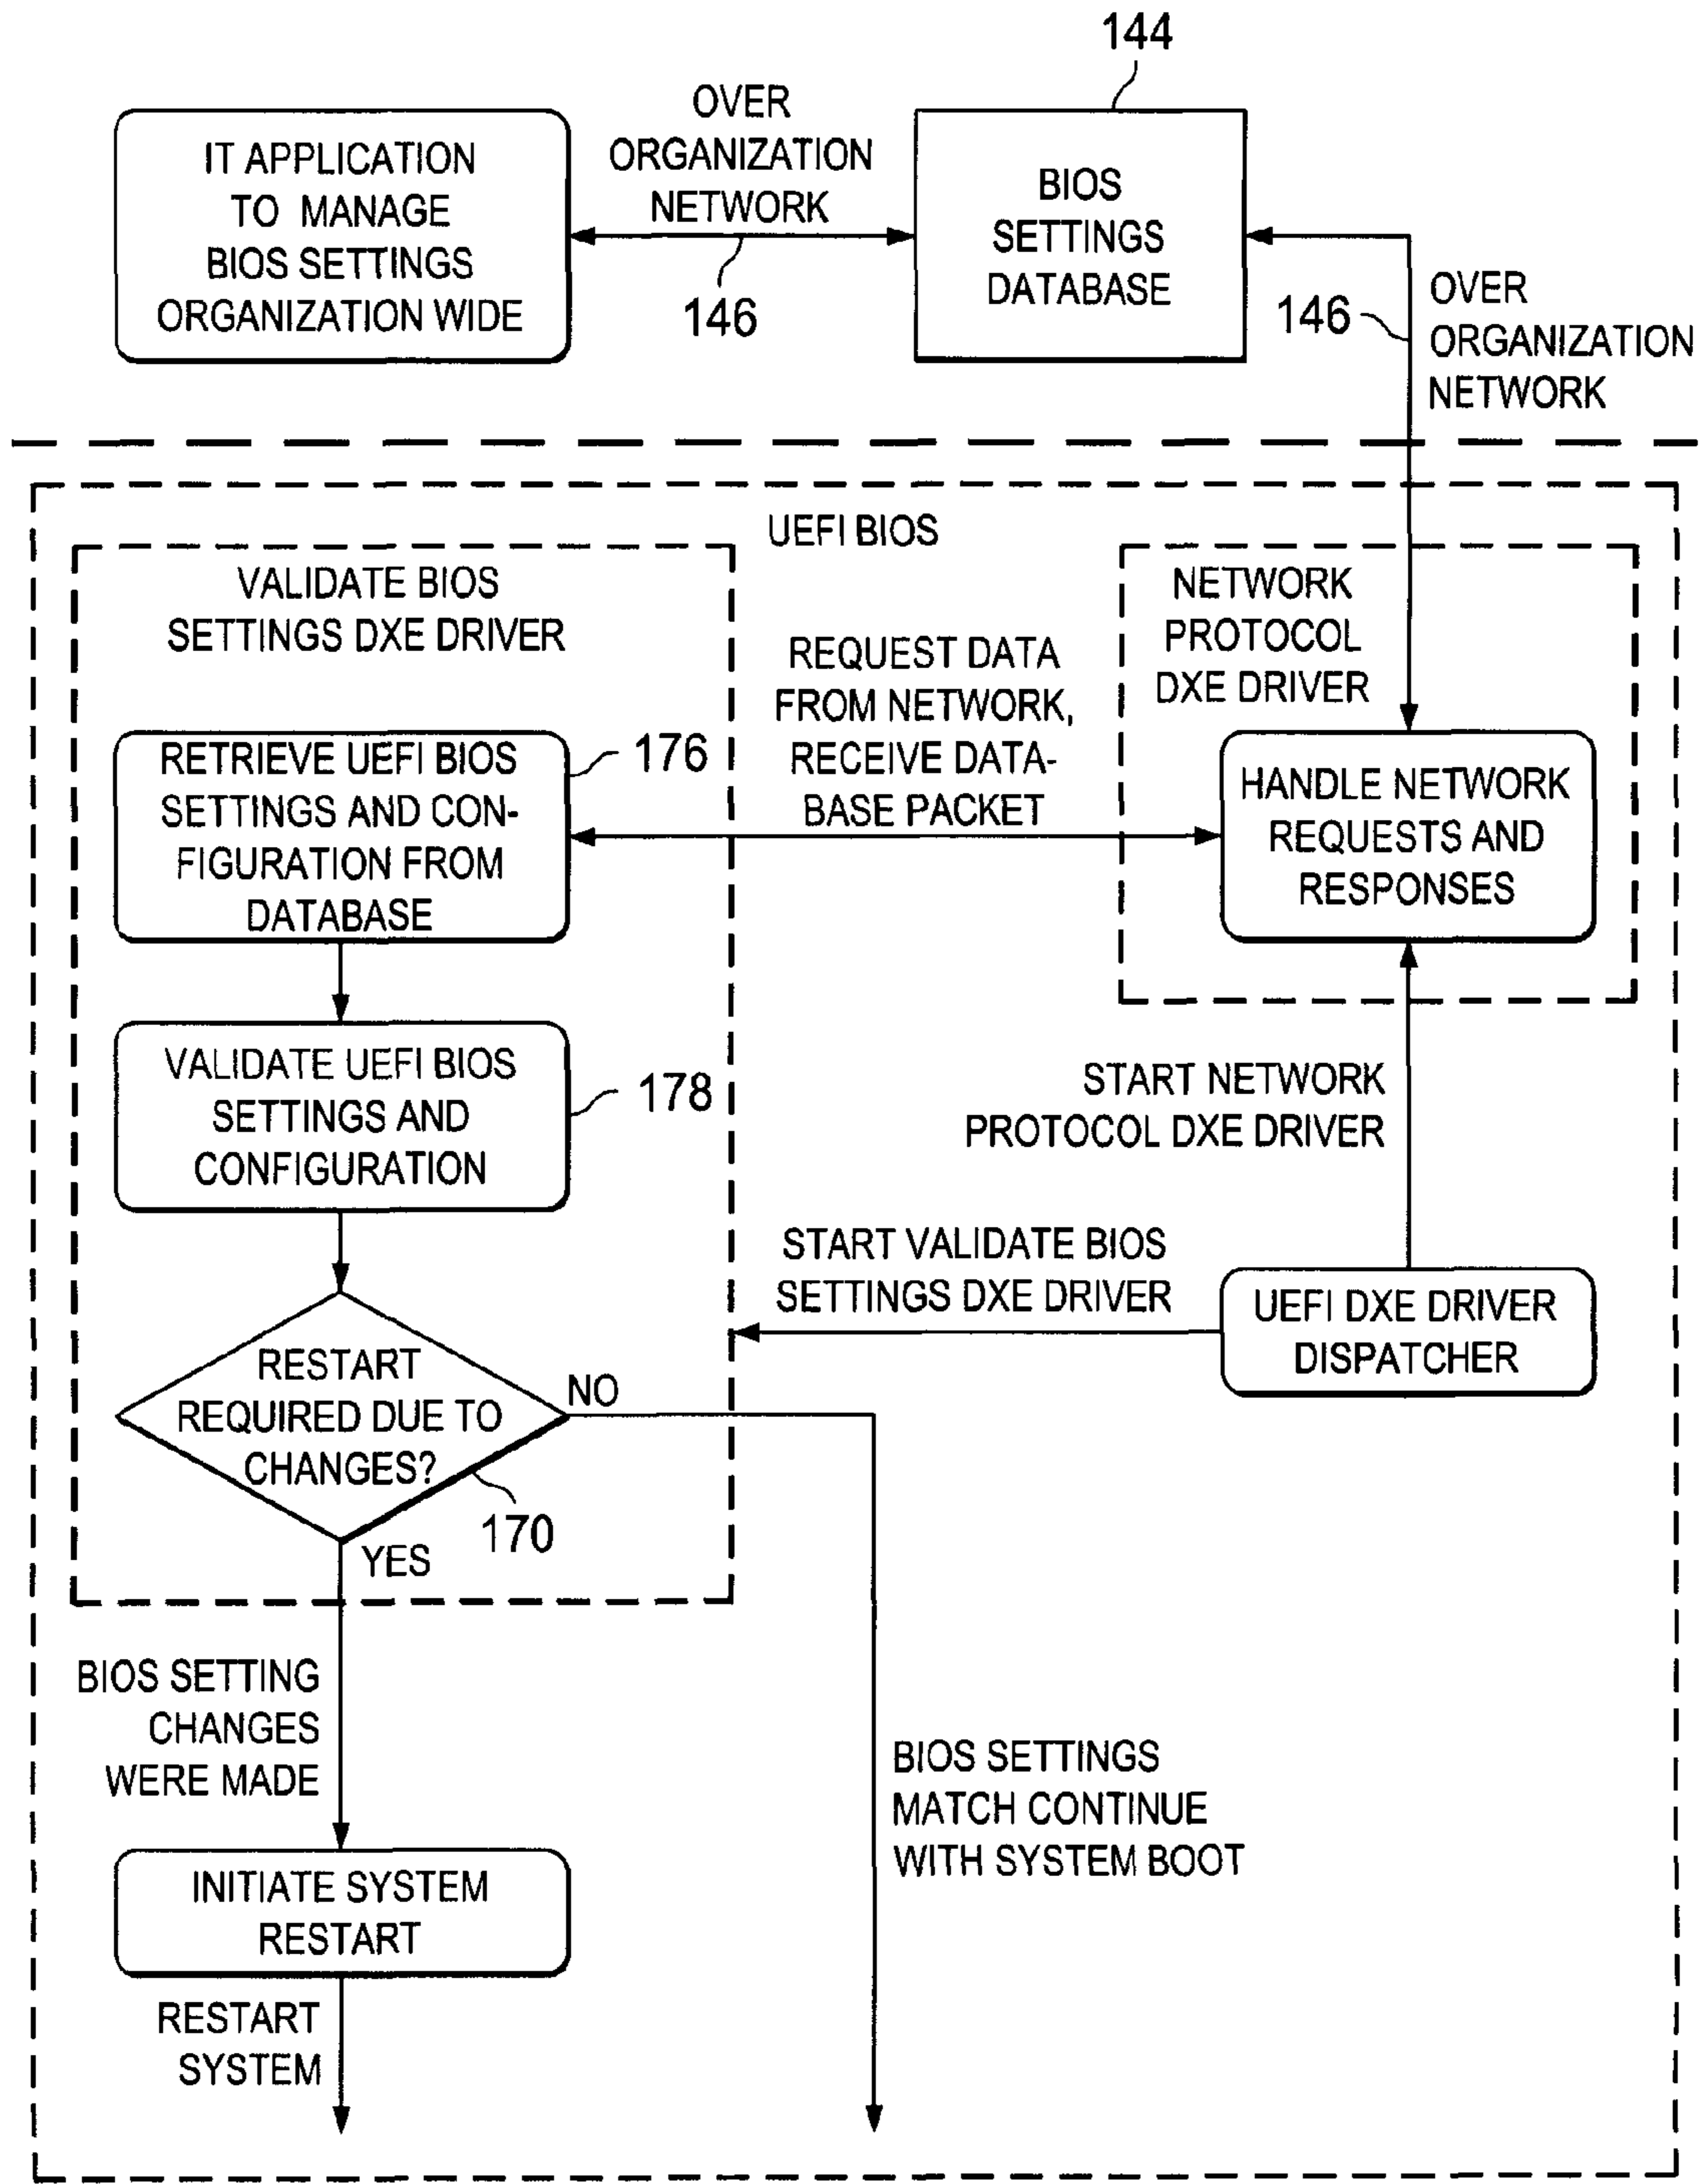 144
IT APPLICATION
TO MANAGE
BIOS SETTINGS
ORGANIZATION WIDE
OVER
ORGANIZATION
NETWORK
146
BIOS
SETTINGS
DATABASE
146
OVER
ORGANIZATION
NETWORK
UEFI BIOS
VALIDATE BIOS
SETTINGS DXE DRIVER
NETWORK
PROTOCOL
DXE DRIVER
REQUEST DATA
FROM NETWORK,
RECEIVE DATA-
BASE PACKET
RETRIEVE UEFI BIOS
SETTINGS AND CON-
FIGURATION FROM
DATABASE
176
HANDLE NETWORK
REQUESTS AND
RESPONSES
VALIDATE UEFI BIOS
SETTINGS AND
CONFIGURATION
178
START NETWORK
PROTOCOL DXE DRIVER
START VALIDATE BIOS
SETTINGS DXE DRIVER
UEFI DXE DRIVER
DISPATCHER
RESTART
REQUIRED DUE TO
CHANGES?
NO
170
YES
BIOS SETTING
CHANGES
WERE MADE
BIOS SETTINGS
MATCH CONTINUE
WITH SYSTEM BOOT
INITIATE SYSTEM
RESTART
RESTART
SYSTEM